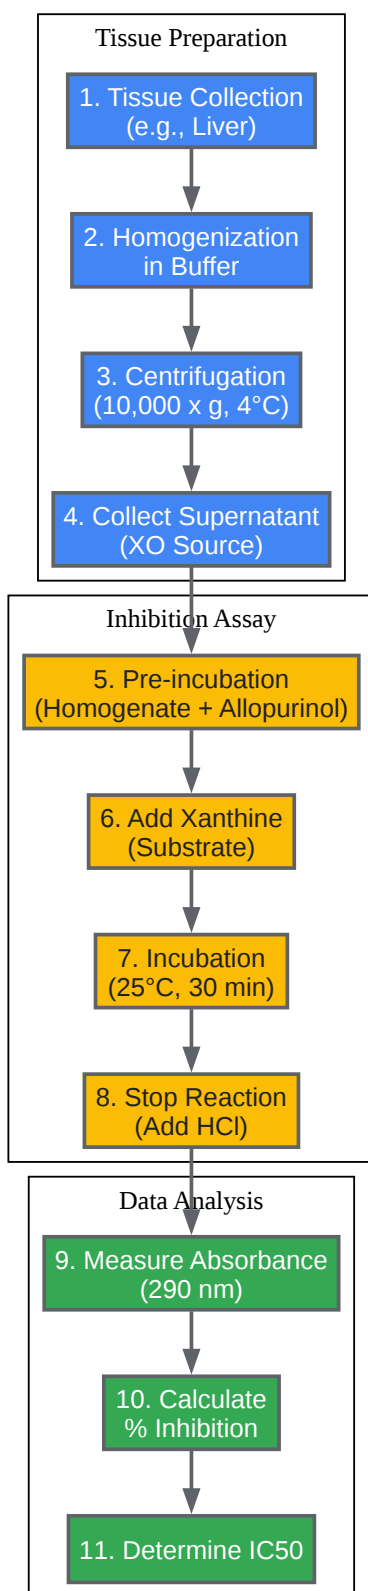 Tissue Preparation
1. Tissue Collection
(e.g., Liver)
2. Homogenization
in Buffer
3. Centrifugation
(10,000 x g, 4°C)
4. Collect Supernatant
(XO Source)
Inhibition Assay
5. Pre-incubation
(Homogenate + Allopurinol)
6. Add Xanthine
(Substrate)
7. Incubation
(25°C, 30 min)
8. Stop Reaction
(Add HCl)
Data Analysis
9. Measure Absorbance
(290 nm)
10. Calculate
% Inhibition
11. Determine IC50